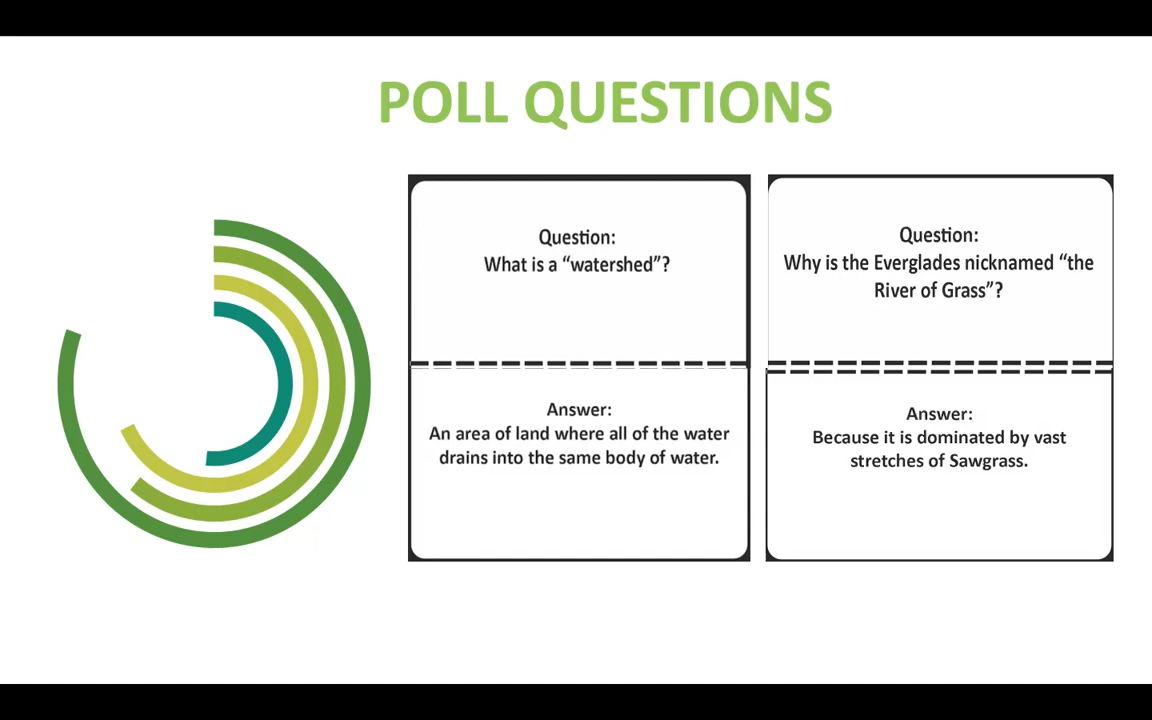 POLL QUESTIONS
Question:
What is a “watershed”?
Answer:
An area of land where all of the water
drains into the same body of water.
Question:
Why is the Everglades nicknamed “the
River of Grass”?
Answer:
Because it is dominated by vast
stretches of Sawgrass.